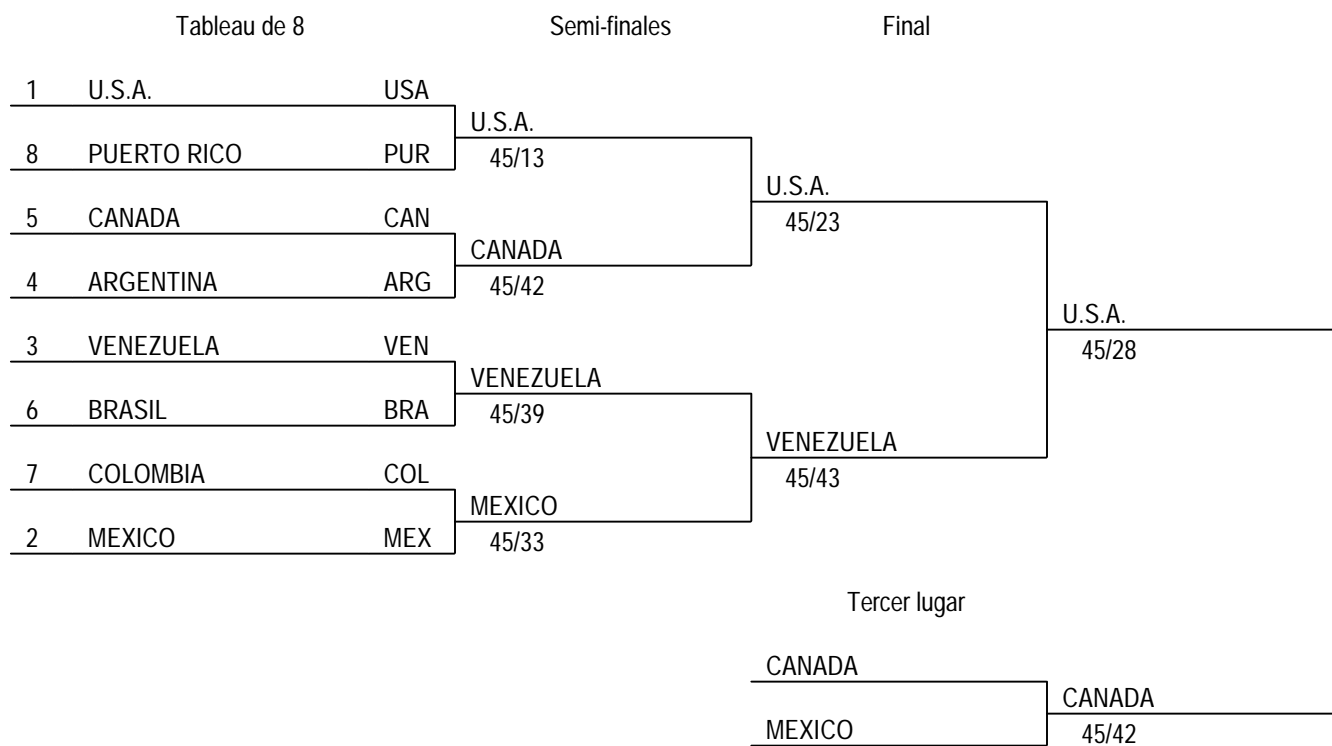 Tableau de 8 Semi-finales Final
1 U.S.A. USA
U.S.A.
8 PUERTO RICO PUR 45/13
U.S.A.
5 CANADA CAN 45/23
CANADA
4 ARGENTINA ARG 45/42
U.S.A.
3 VENEZUELA VEN 45/28
VENEZUELA
6 BRASIL BRA 45/39
VENEZUELA
7 COLOMBIA COL 45/43
MEXICO
2 MEXICO MEX 45/33
Tercer lugar
CANADA
CANADA
MEXICO 45/42